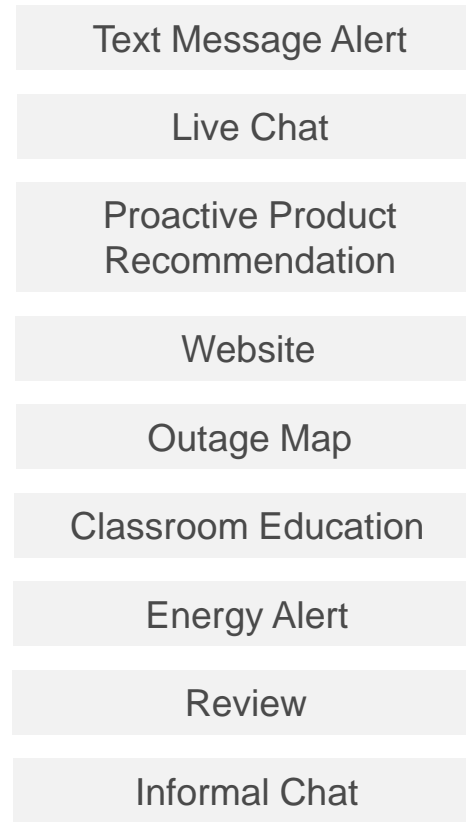 Text Message Alert
Live Chat
Proactive Product
Recommendation
Website
Outage Map
Classroom Education
Energy Alert
Review
Informal Chat